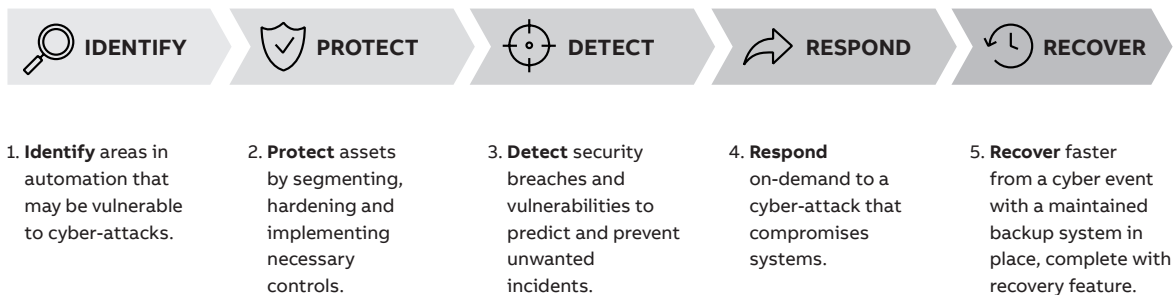 IDENTIFY
PROTECT
DETECT
RESPOND
RECOVER
1. Identify areas in
automation that
may be vulnerable
to cyber-attacks.
2. Protect assets
by segmenting,
hardening and
implementing
necessary
controls.
3. Detect security
breaches and
vulnerabilities to
predict and prevent
unwanted
incidents.
4. Respond
on-demand to a
cyber-attack that
compromises
systems.
5. Recover faster
from a cyber event
with a maintained
backup system in
place, complete with
recovery feature.